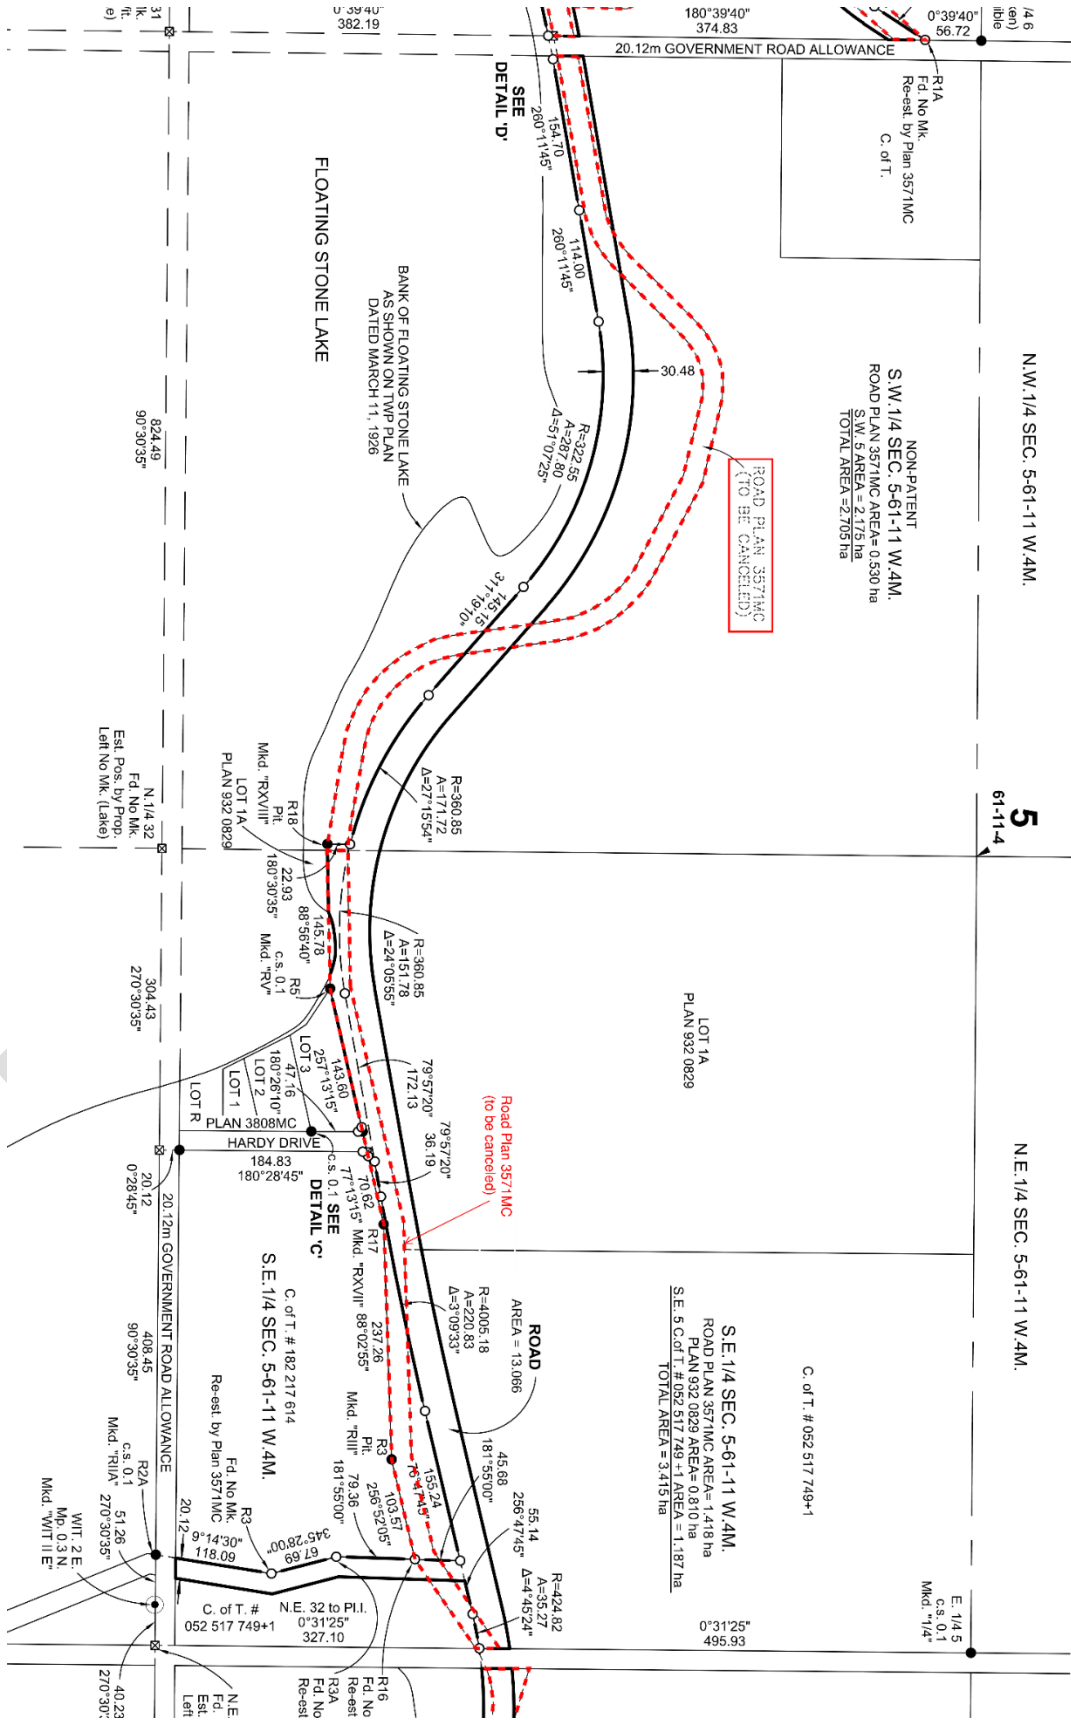 0°39'40"
382.19
180°39'40"
374.83
20.12m GOVERNMENT ROAD ALLOWANCE
0°39'40"
56.72
R1A
Fd. No Mk.
Re-est. by Plan 3571MC
C. of T.
SEE
DETAIL 'D'
154.70
260°11'45"
114.00
260°11'45"
FLOATING STONE LAKE
BANK OF FLOATING STONE LAKE
AS SHOWN ON TWP PLAN
DATED MARCH 11, 1926
30.48
R=322.55
A=287.80
Δ=51°07'25"
N.W.1/4 SEC. 5-61-11 W.4M.
NON-PATENT
S.W.1/4 SEC. 5-61-11 W.4M.
ROAD PLAN 3571MC AREA= 0.530 ha
S.W. 5 AREA = 2.175 ha
TOTAL AREA =2.705 ha
ROAD PLAN 3571MC
(TO BE CANCELED)
824.49
90°30'35"
145.15
311°19'10"
5
61-11-4
N.1/4 32
Fd. No Mk.
Est. Pos. by Prop.
Left No Mk. (Lake)
R18
Pit.
Mkd. "RXVIII"
LOT 1A
PLAN 932 0829
R=360.85
A=171.72
Δ=27°15'54"
22.93
180°30'35"
145.78
88°56'40"
R5
c.s. 0.1
Mkd. "RV"
R=360.85
A=151.78
Δ=24°05'55"
LOT 1A
PLAN 932 0829
304.43
270°30'35"
79°57'20"
172.13
79°57'20"
36.19
143.60
257°13'15"
47.16
180°26'10"
LOT 3
LOT 2
LOT 1
LOT R
PLAN 3808MC
HARDY DRIVE
184.83
180°28'45"
c.s. 0.1
SEE
DETAIL 'C'
70.62
77°13'15"
R17
Mkd. "RXVII"
Road Plan 3571MC
(to be canceled)
N.E.1/4 SEC. 5-61-11 W.4M.
20.12
0°28'45"
20.12m GOVERNMENT ROAD ALLOWANCE
408.45
90°30'35"
C. of T. # 182 217 614
S.E.1/4 SEC. 5-61-11 W.4M.
237.26
88°02'55"
R=4005.18
A=220.83
Δ=3°09'33"
ROAD
AREA = 13.066
S.E.1/4 SEC. 5-61-11 W.4M.
ROAD PLAN 3571MC AREA= 1.418 ha
PLAN 932 0829 AREA= 0.810 ha
S.E. 5 C.of T. # 052 517 749 +1 AREA = 1.187 ha
TOTAL AREA = 3.415 ha
C. of T. # 052 517 749+1
R3
Pit.
Mkd. "RIII"
79.36
181°55'00"
103.57
256°52'05"
155.24
76°47'45"
45.68
181°55'00"
55.14
256°47'45"
R=424.82
A=35.27
Δ=4°45'24"
R3
Fd. No Mk.
Re-est. by Plan 3571MC
345°28'00"
67.69
9°14'30"
118.09
20.12
R2A
c.s. 0.1
Mkd. "RIIA"
51.26
270°30'35"
WIT. 2 E.
Mp. 0.3 N.
Mkd. "WIT II E"
C. of T. #
052 517 749+1
N.E. 32 to P.I.I.
0°31'25"
327.10
0°31'25"
495.93
E. 1/4 5
c.s. 0.1
Mkd. "1/4"
R16
Fd. No
Re-est
R3A
Fd. No
Re-est
N.E.
Fd.
Est.
Left
40.23